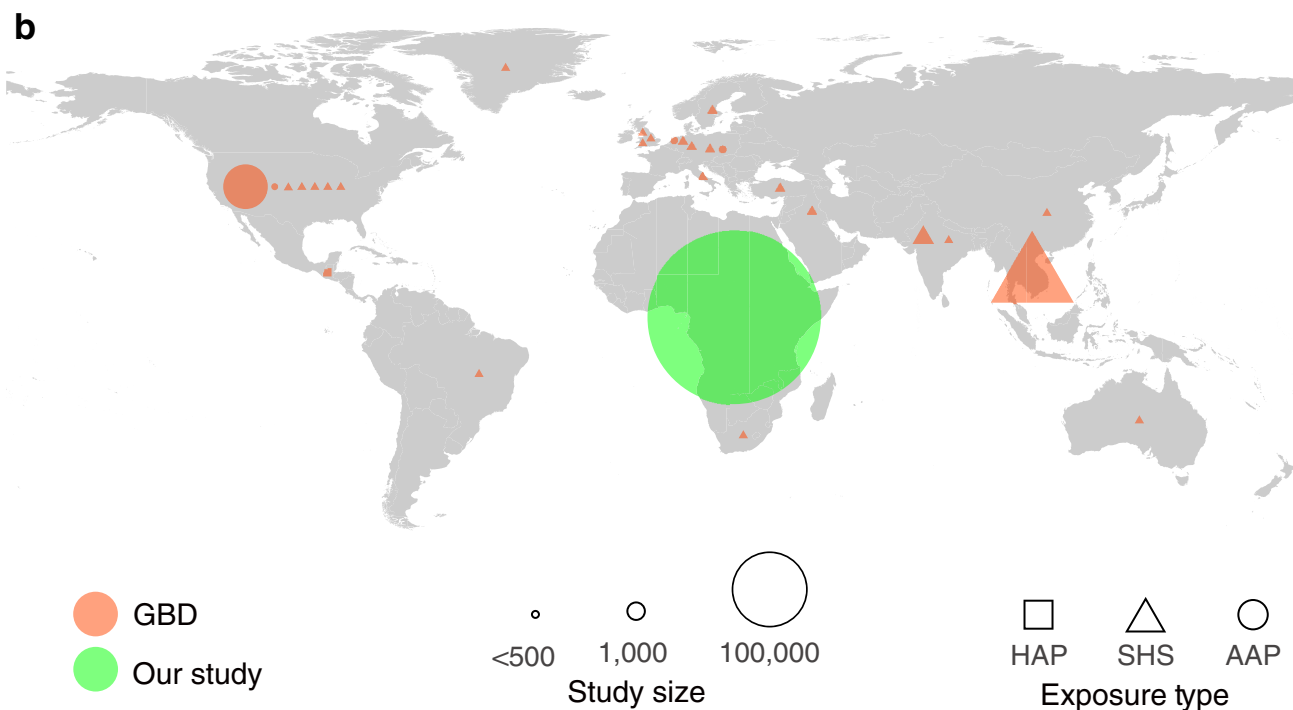 b
GBD
Our study
<500
1,000
100,000
Study size
HAP
SHS
AAP
Exposure type